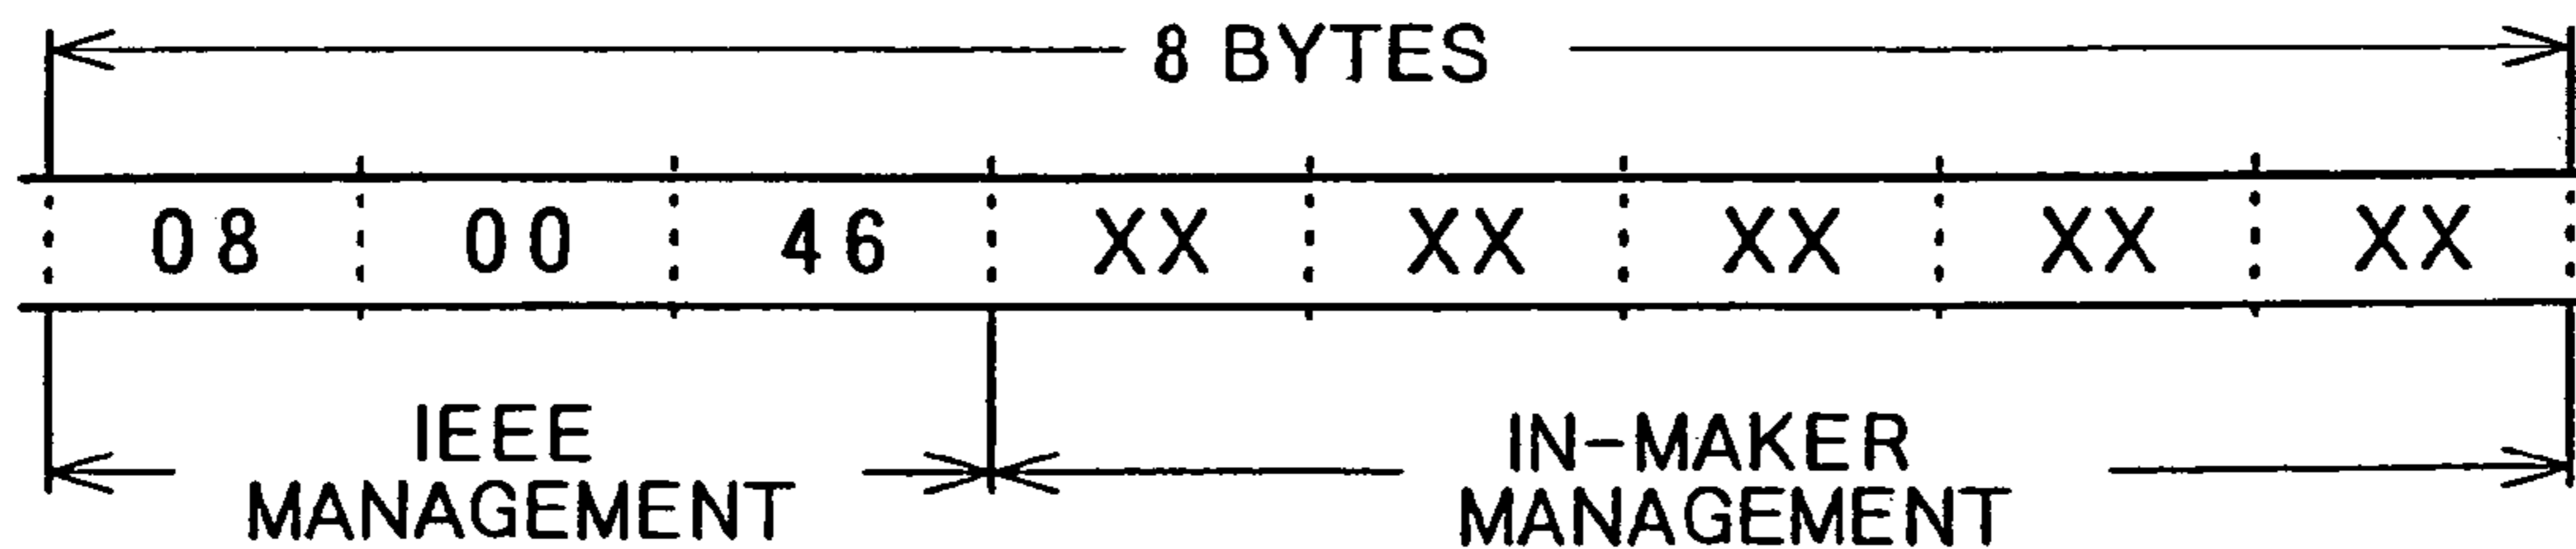 8 BYTES
08 00 46 XX XX XX XX XX
IEEE
MANAGEMENT
IN-MAKER
MANAGEMENT